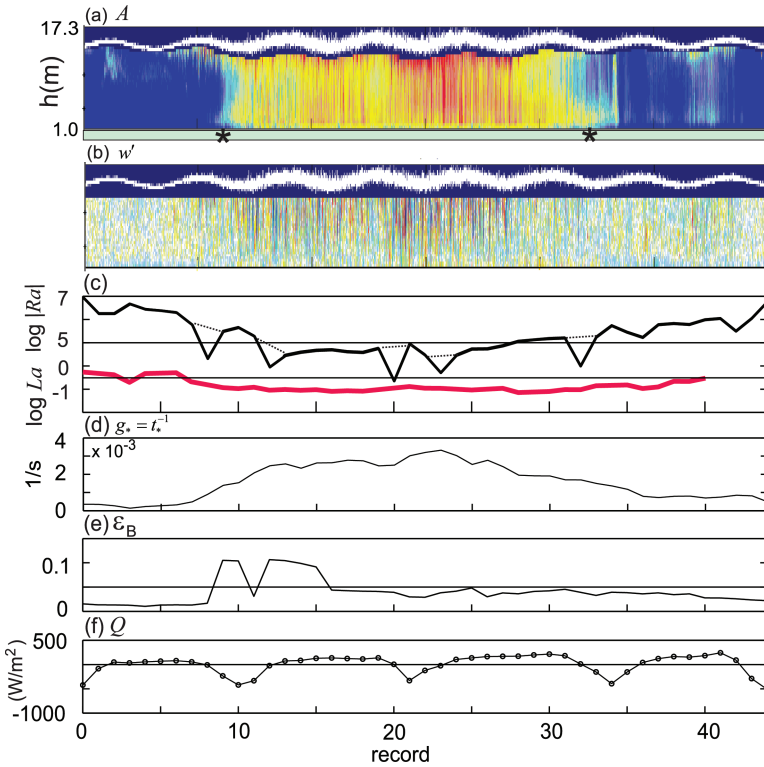 (a) A
17.3
h(m)
1.0
* *
(b) w'
(c)
7
log |Ra|
5
0
log La
-1
(d) g* = t*⁻¹
4
x 10⁻³
2
1/s
0
(e) εB
0.1
0
(f) Q
500
(W/m²)
-1000
0 10 20 30 40
record